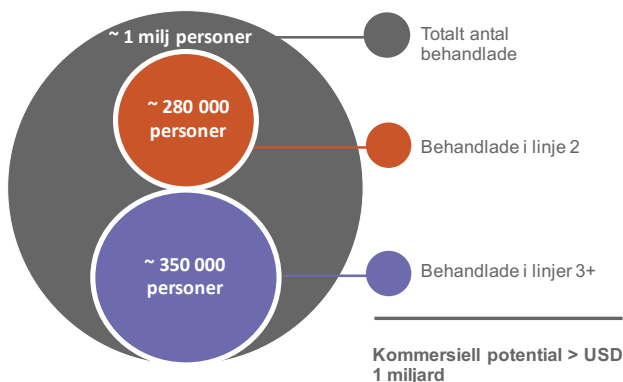 ~ 1 milj personer
Totalt antal
behandlade
~ 280 000
personer
Behandlade i linje 2
~ 350 000
personer
Behandlade i linjer 3+
Kommersiell potential > USD
1 miljard